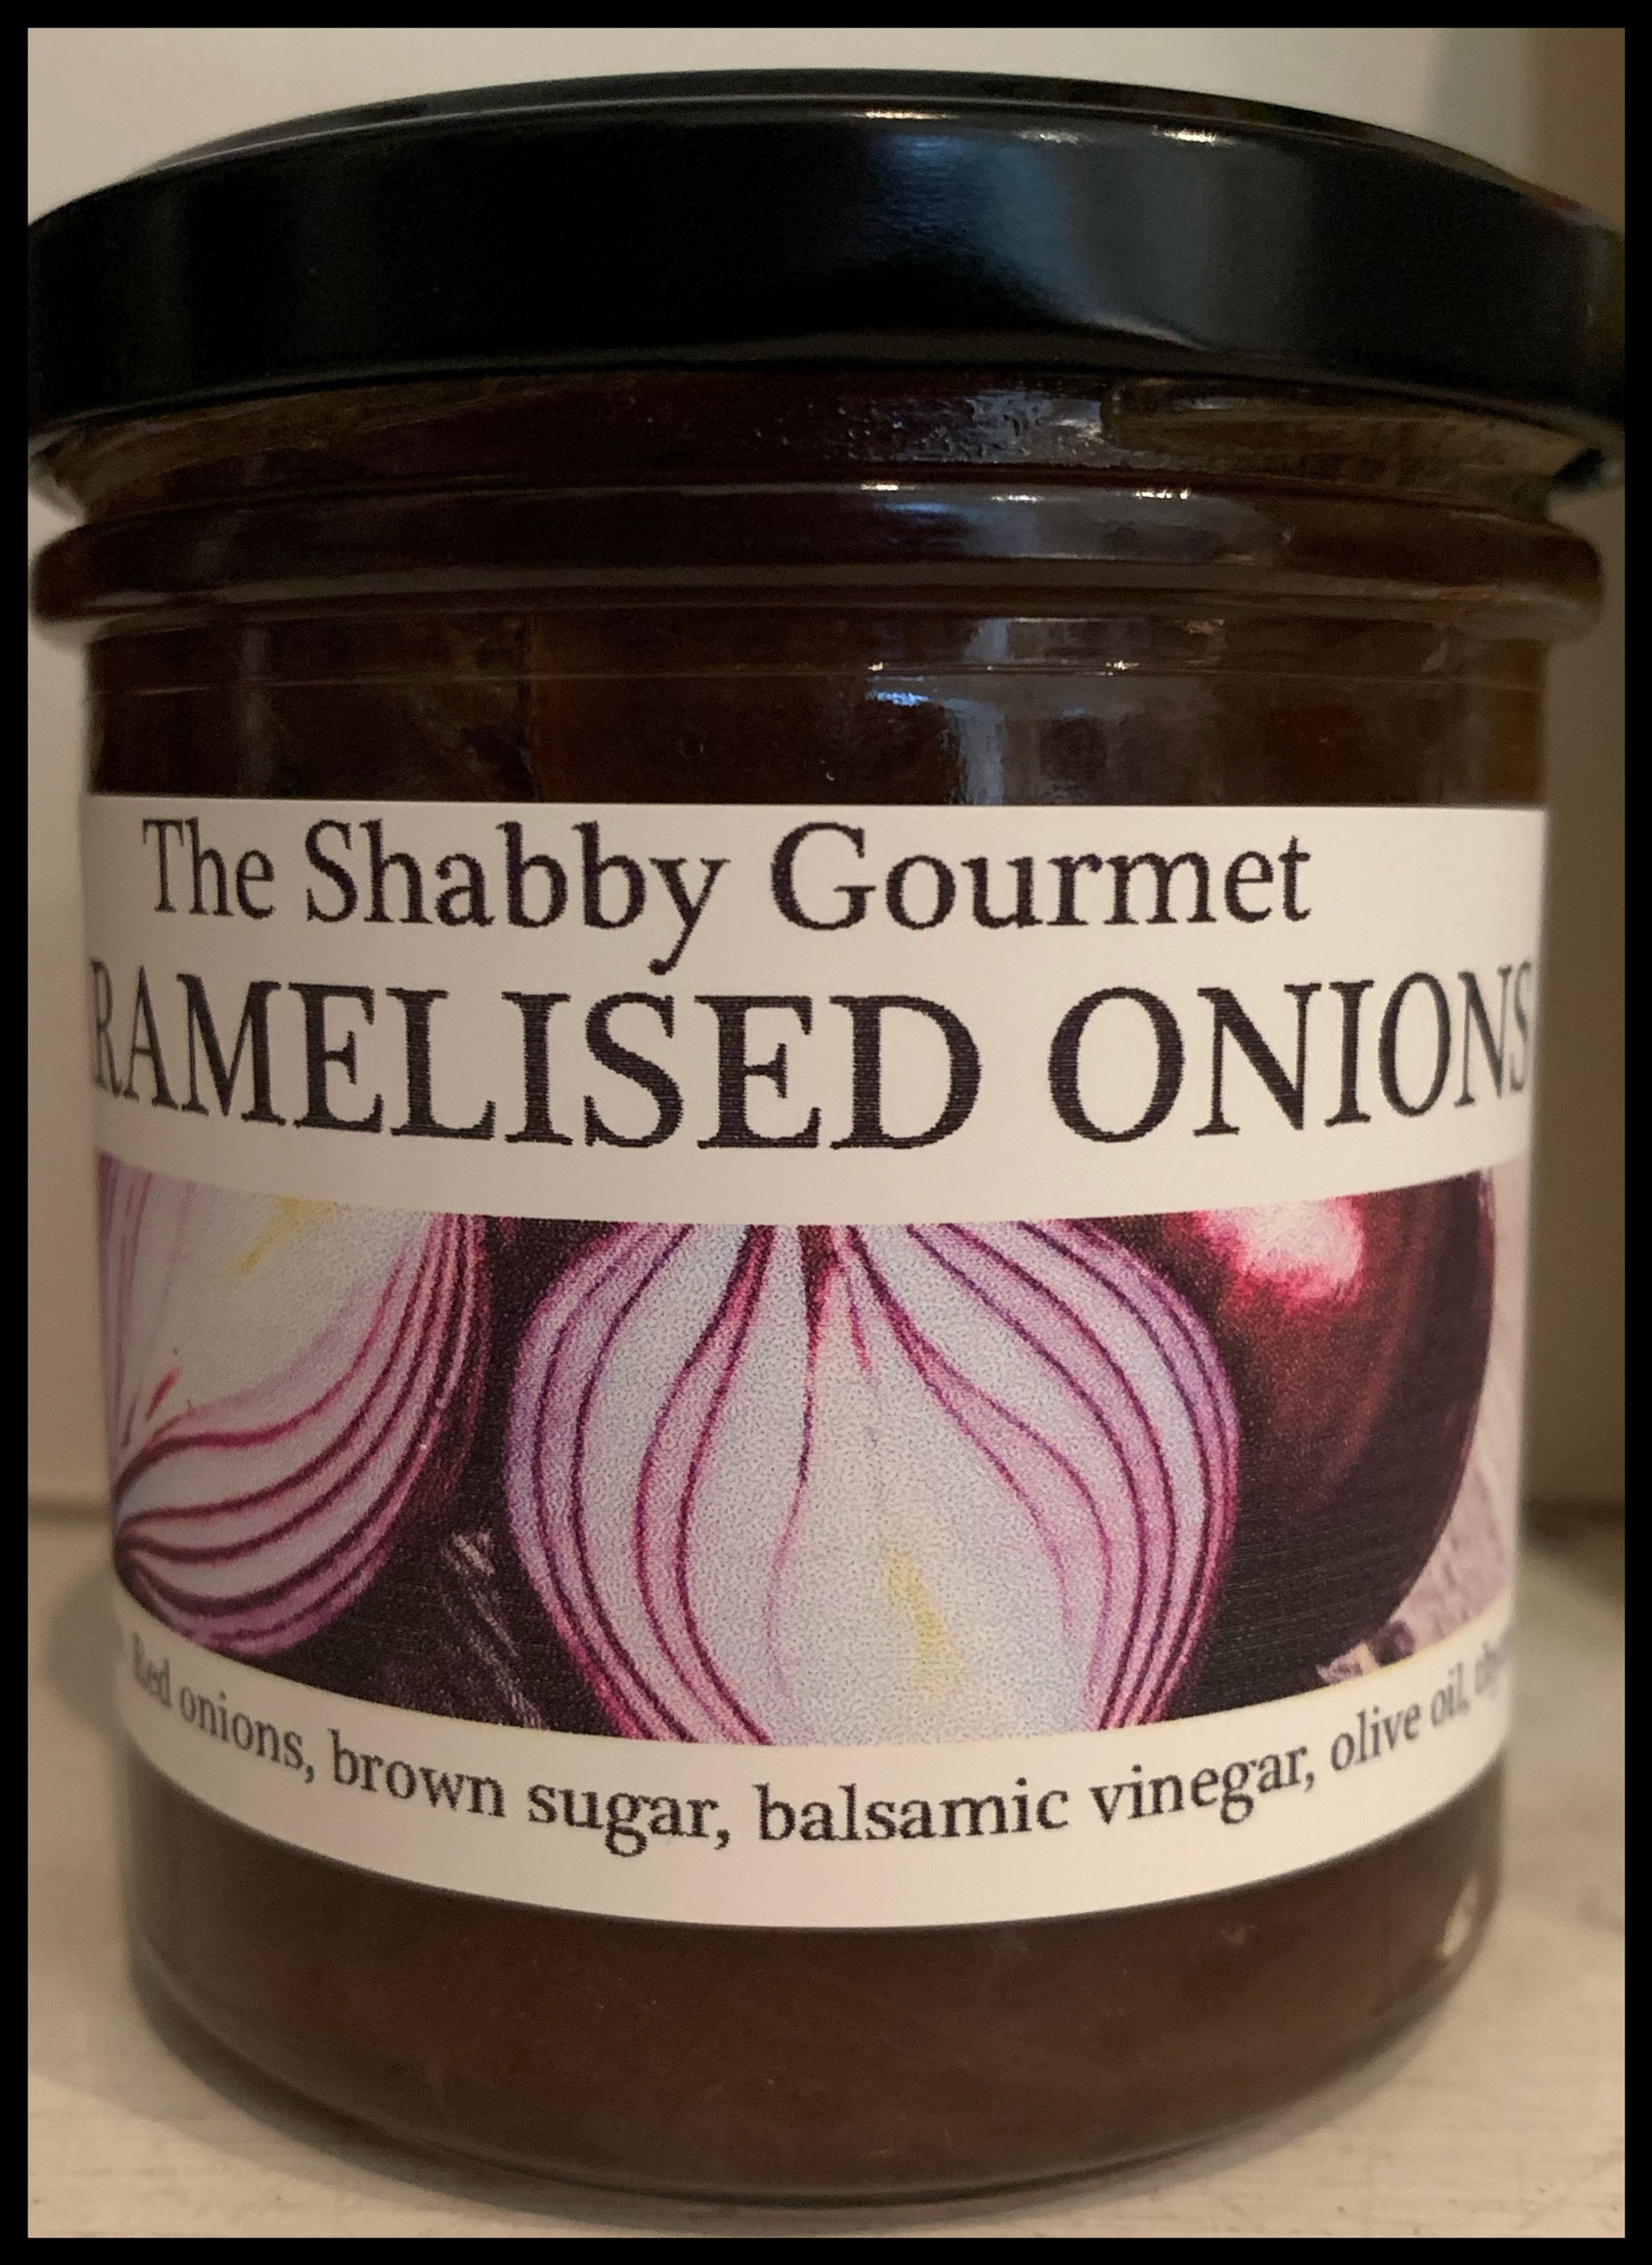 The Shabby Gourmet
RAMELISED ONIONS
Red onions, brown sugar, balsamic vinegar, olive oil,